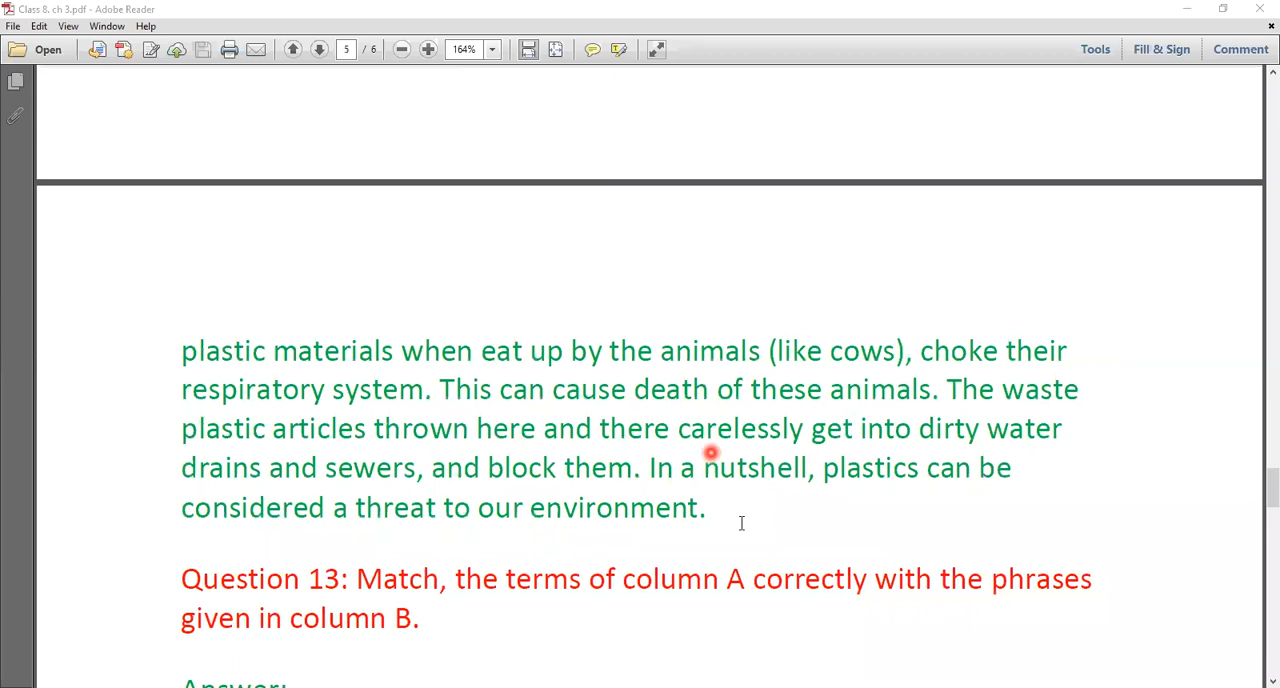 Class 8, ch 3.pdf - Adobe Reader
File Edit View Window Help
Open 5 / 6 164% Tools Fill & Sign Comment
plastic materials when eat up by the animals (like cows), choke their
respiratory system. This can cause death of these animals. The waste
plastic articles thrown here and there carelessly get into dirty water
drains and sewers, and block them. In a nutshell, plastics can be
considered a threat to our environment.
Question 13: Match, the terms of column A correctly with the phrases
given in column B.
Answer: